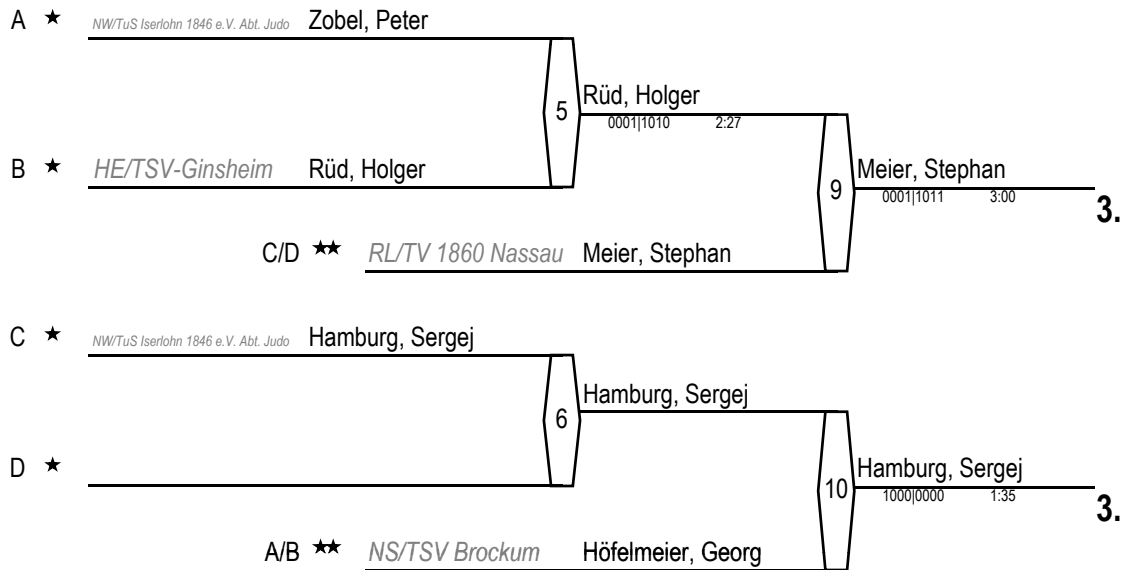 A ★ NW/TuS Iserlohn 1846 e.V. Abt. Judo Zobel, Peter
5
Rüd, Holger
0001|1010 2:27
B ★ HE/TSV-Ginsheim Rüd, Holger
9
Meier, Stephan
0001|1011 3:00
3.
C/D ★★ RL/TV 1860 Nassau Meier, Stephan
C ★ NW/TuS Iserlohn 1846 e.V. Abt. Judo Hamburg, Sergej
6
Hamburg, Sergej
D ★
10
Hamburg, Sergej
1000|0000 1:35
3.
A/B ★★ NS/TSV Brockum Höfelmeier, Georg